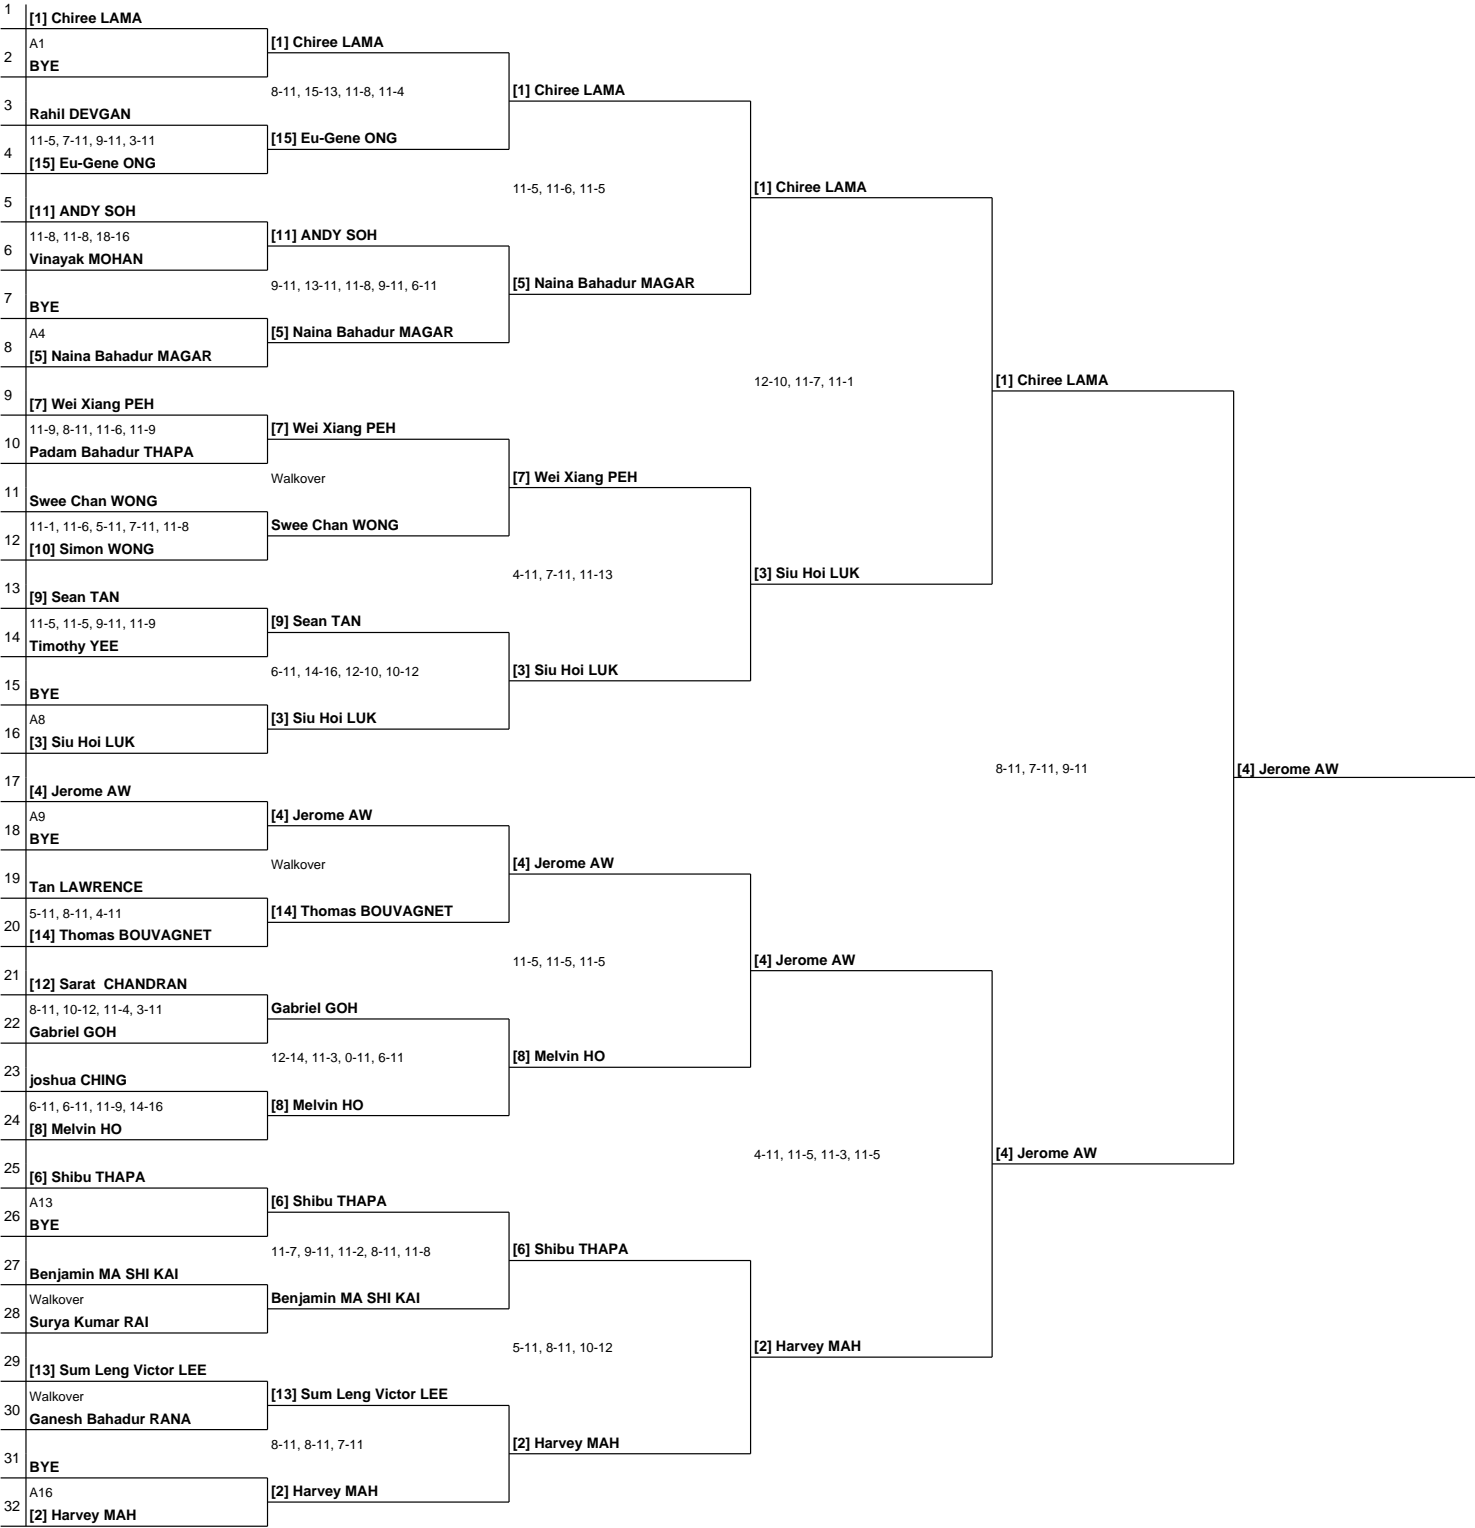 1
[1] Chiree LAMA
A1
[1] Chiree LAMA
2
BYE
8-11, 15-13, 11-8, 11-4
[1] Chiree LAMA
3
Rahil DEVGAN
11-5, 7-11, 9-11, 3-11
[15] Eu-Gene ONG
4
[15] Eu-Gene ONG
11-5, 11-6, 11-5
[1] Chiree LAMA
5
[11] ANDY SOH
11-8, 11-8, 18-16
[11] ANDY SOH
6
Vinayak MOHAN
9-11, 13-11, 11-8, 9-11, 6-11
[5] Naina Bahadur MAGAR
7
BYE
A4
[5] Naina Bahadur MAGAR
8
[5] Naina Bahadur MAGAR
12-10, 11-7, 11-1
[1] Chiree LAMA
9
[7] Wei Xiang PEH
11-9, 8-11, 11-6, 11-9
[7] Wei Xiang PEH
10
Padam Bahadur THAPA
Walkover
[7] Wei Xiang PEH
11
Swee Chan WONG
11-1, 11-6, 5-11, 7-11, 11-8
Swee Chan WONG
12
[10] Simon WONG
4-11, 7-11, 11-13
[3] Siu Hoi LUK
13
[9] Sean TAN
11-5, 11-5, 9-11, 11-9
[9] Sean TAN
14
Timothy YEE
6-11, 14-16, 12-10, 10-12
[3] Siu Hoi LUK
15
BYE
A8
[3] Siu Hoi LUK
16
[3] Siu Hoi LUK
8-11, 7-11, 9-11
[4] Jerome AW
17
[4] Jerome AW
A9
[4] Jerome AW
18
BYE
Walkover
[4] Jerome AW
19
Tan LAWRENCE
5-11, 8-11, 4-11
[14] Thomas BOUVAGNET
20
[14] Thomas BOUVAGNET
11-5, 11-5, 11-5
[4] Jerome AW
21
[12] Sarat  CHANDRAN
8-11, 10-12, 11-4, 3-11
Gabriel GOH
22
Gabriel GOH
12-14, 11-3, 0-11, 6-11
[8] Melvin HO
23
joshua CHING
6-11, 6-11, 11-9, 14-16
[8] Melvin HO
24
[8] Melvin HO
4-11, 11-5, 11-3, 11-5
[4] Jerome AW
25
[6] Shibu THAPA
A13
[6] Shibu THAPA
26
BYE
11-7, 9-11, 11-2, 8-11, 11-8
[6] Shibu THAPA
27
Benjamin MA SHI KAI
Walkover
Benjamin MA SHI KAI
28
Surya Kumar RAI
5-11, 8-11, 10-12
[2] Harvey MAH
29
[13] Sum Leng Victor LEE
Walkover
[13] Sum Leng Victor LEE
30
Ganesh Bahadur RANA
8-11, 8-11, 7-11
[2] Harvey MAH
31
BYE
A16
[2] Harvey MAH
32
[2] Harvey MAH